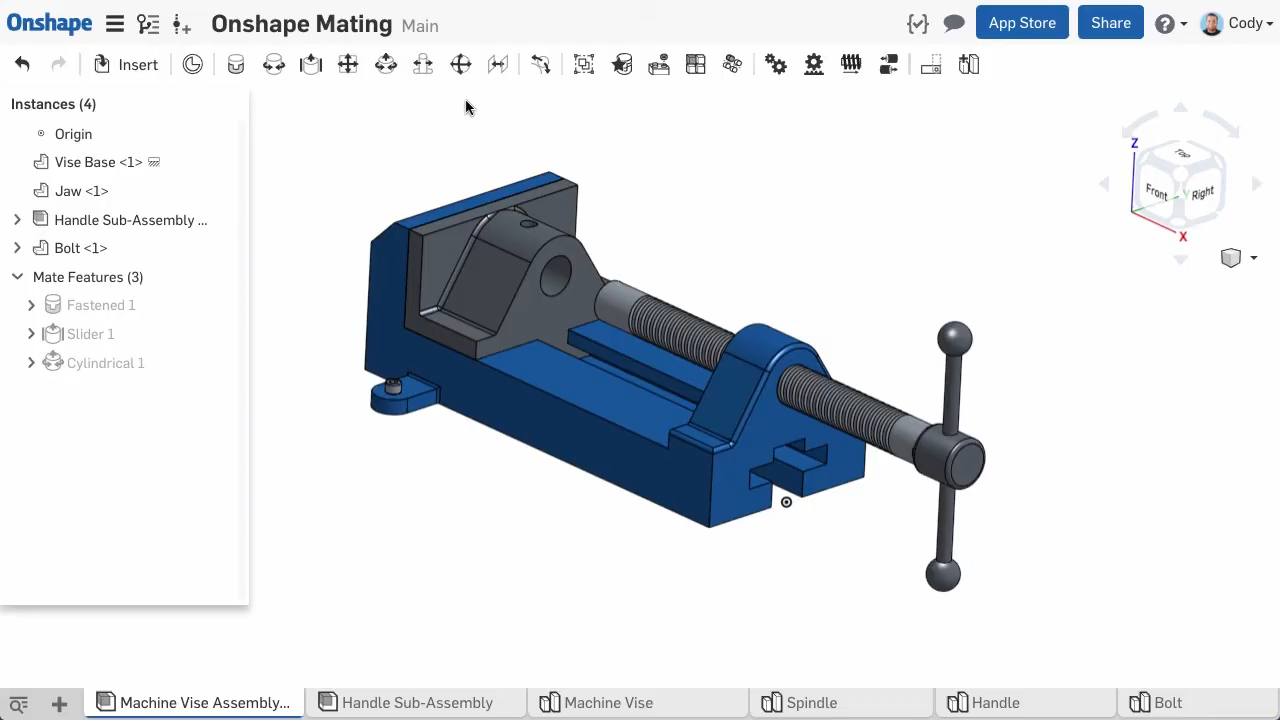 Onshape
Onshape Mating Main
App Store
Share
Cody
Insert
Instances (4)
Origin
Vise Base <1>
Jaw <1>
Handle Sub-Assembly ...
Bolt <1>
Mate Features (3)
Fastened 1
Slider 1
Cylindrical 1
Z
Top
Front
Right
Y
X
Machine Vise Assembly...
Handle Sub-Assembly
Machine Vise
Spindle
Handle
Bolt